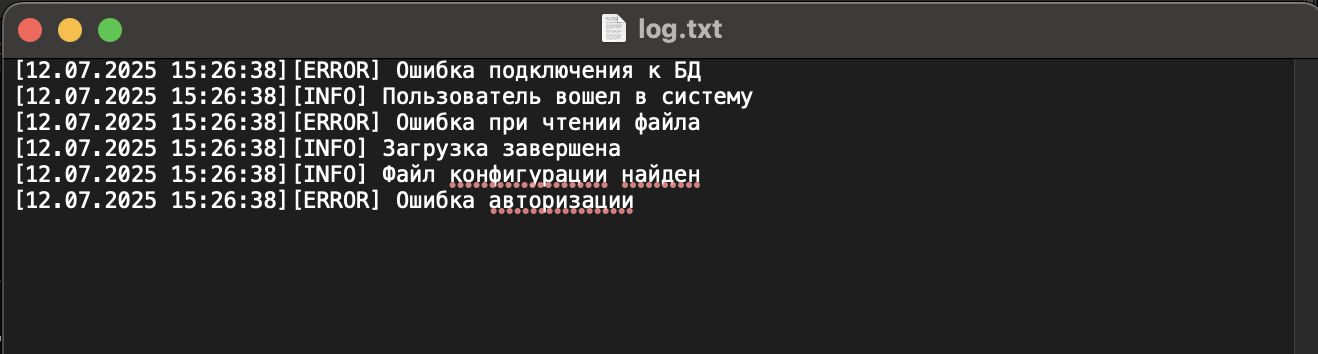 log.txt
[12.07.2025 15:26:38][ERROR] Ошибка подключения к БД
[12.07.2025 15:26:38][INFO] Пользователь вошел в систему
[12.07.2025 15:26:38][ERROR] Ошибка при чтении файла
[12.07.2025 15:26:38][INFO] Загрузка завершена
[12.07.2025 15:26:38][INFO] Файл конфигурации найден
[12.07.2025 15:26:38][ERROR] Ошибка авторизации